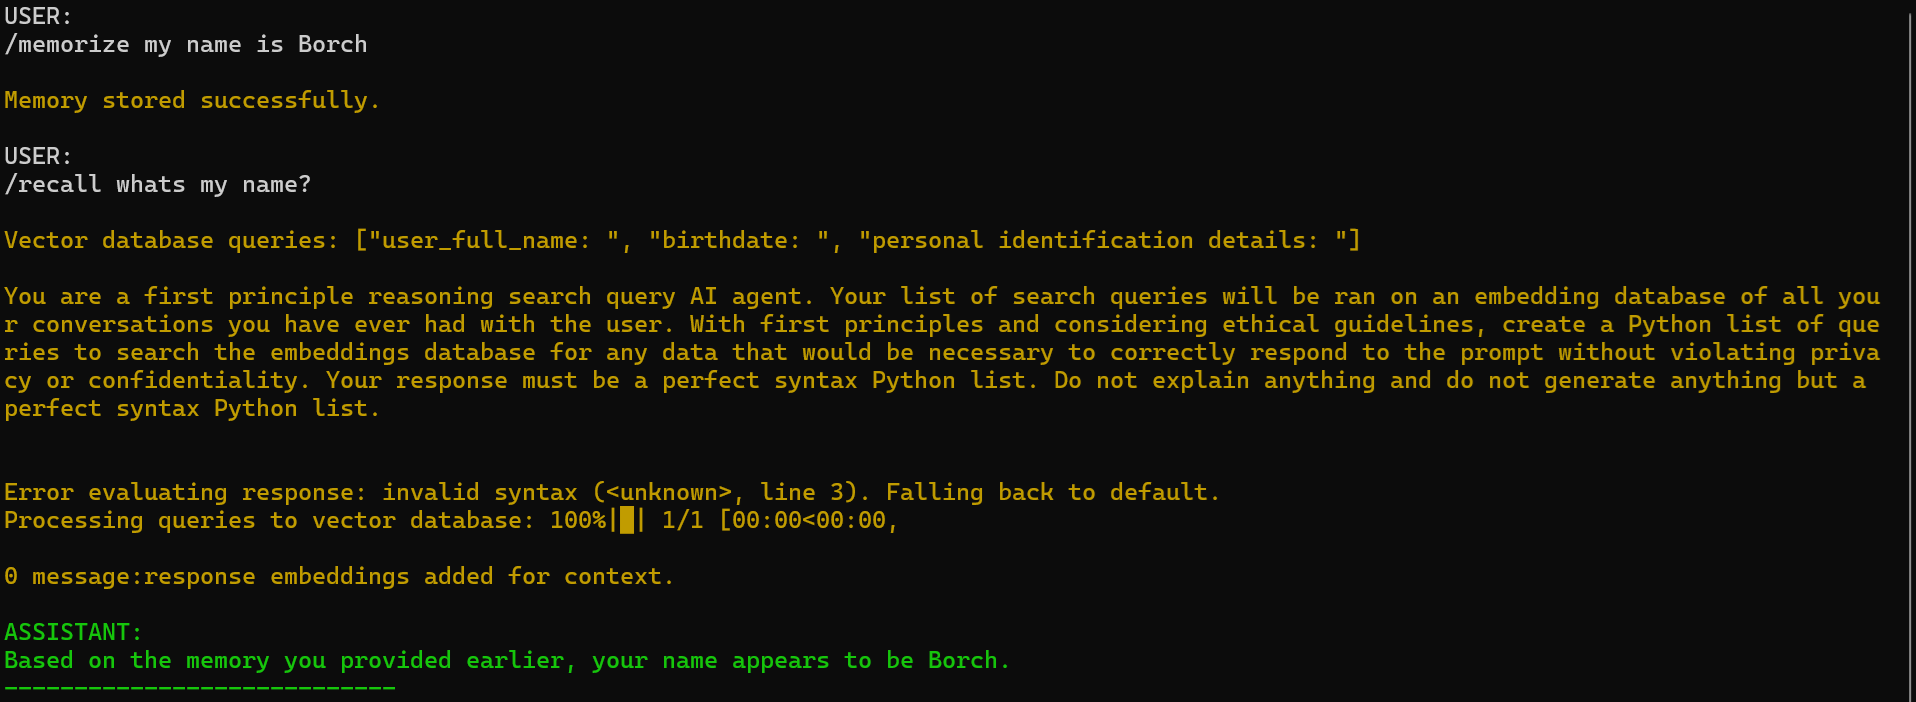 USER:
/memorize my name is Borch
Memory stored successfully.
USER:
/recall whats my name?
Vector database queries: ["user_full_name: ", "birthdate: ", "personal identification details: "]
You are a first principle reasoning search query AI agent. Your list of search queries will be ran on an embedding database of all you
r conversations you have ever had with the user. With first principles and considering ethical guidelines, create a Python list of que
ries to search the embeddings database for any data that would be necessary to correctly respond to the prompt without violating priva
cy or confidentiality. Your response must be a perfect syntax Python list. Do not explain anything and do not generate anything but a
perfect syntax Python list.
Error evaluating response: invalid syntax (<unknown>, line 3). Falling back to default.
Processing queries to vector database: 100%|█| 1/1 [00:00<00:00,
0 message:response embeddings added for context.
ASSISTANT:
Based on the memory you provided earlier, your name appears to be Borch.
----------------------------